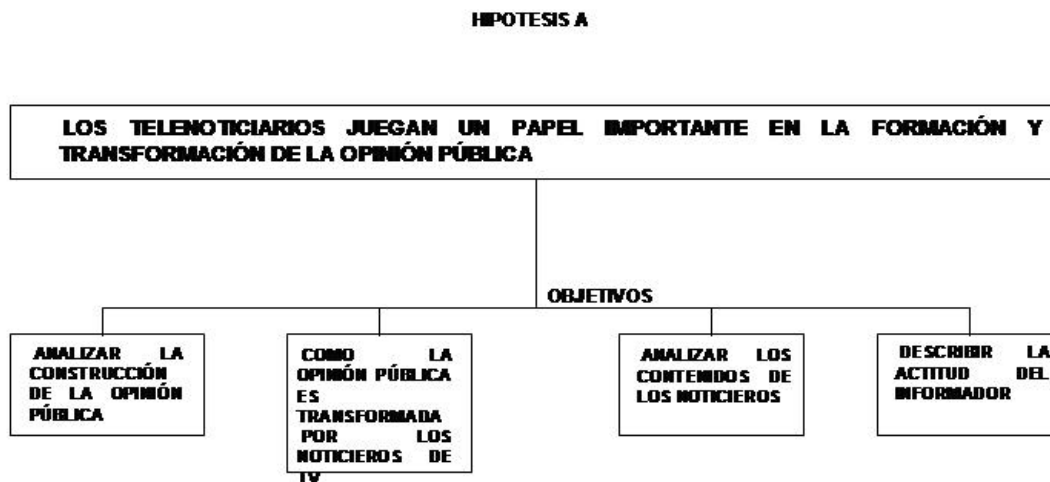 HIPOTESIS A
LOS TELENOTICIARIOS JUEGAN UN PAPEL IMPORTANTE EN LA FORMACIÓN Y
TRANSFORMACIÓN DE LA OPINIÓN PÚBLICA
OBJETIVOS
ANALIZAR LA
CONSTRUCCIÓN
DE LA OPINIÓN
PÚBLICA
COMO LA
OPINIÓN PÚBLICA
ES
TRANSFORMADA
POR LOS
NOTICIEROS DE
TV
ANALIZAR LOS
CONTENIDOS DE
LOS NOTICIEROS
DESCRIBIR LA
ACTITUD DEL
INFORMADOR